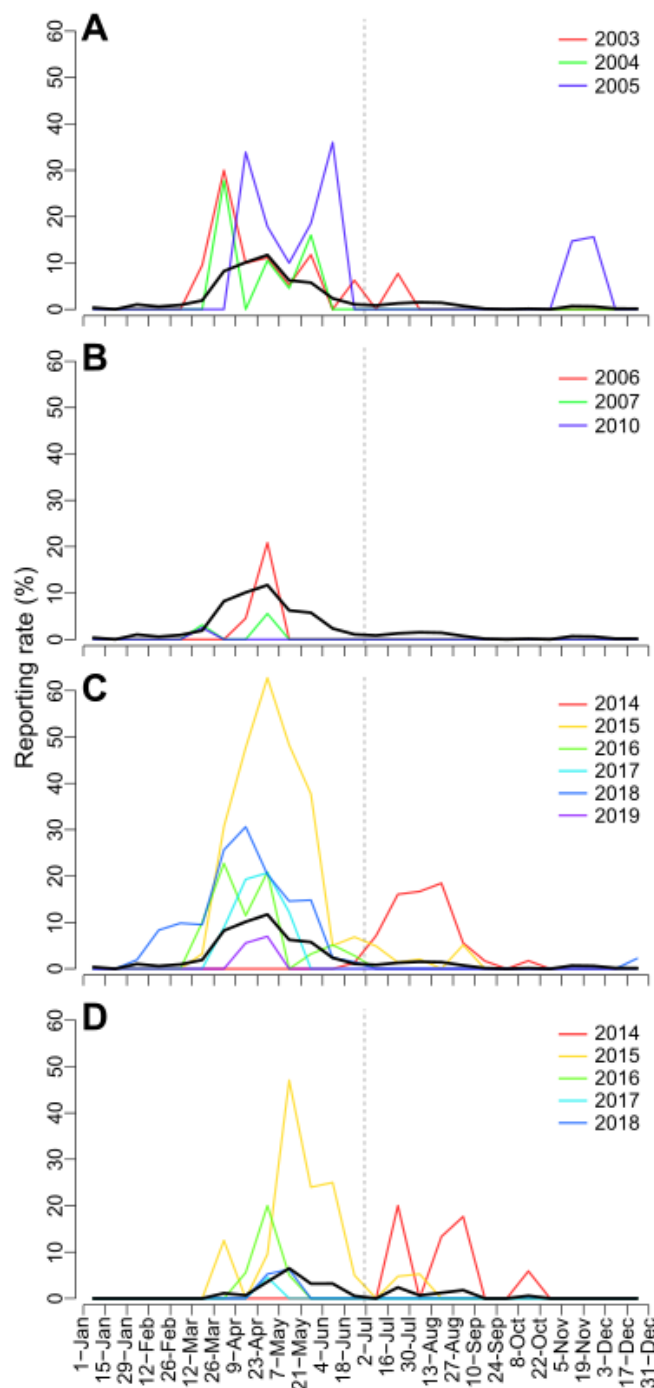 A
2003
2004
2005
60
50
40
30
20
10
0
B
2006
2007
2010
60
50
40
30
20
10
0
Reporting rate (%)
C
2014
2015
2016
2017
2018
2019
60
50
40
30
20
10
0
D
2014
2015
2016
2017
2018
60
50
40
30
20
10
0
1-Jan
15-Jan
29-Jan
12-Feb
26-Feb
12-Mar
26-Mar
9-Apr
23-Apr
7-May
21-May
4-Jun
18-Jun
2-Jul
16-Jul
30-Jul
13-Aug
27-Aug
10-Sep
24-Sep
8-Oct
22-Oct
5-Nov
19-Nov
3-Dec
17-Dec
31-Dec